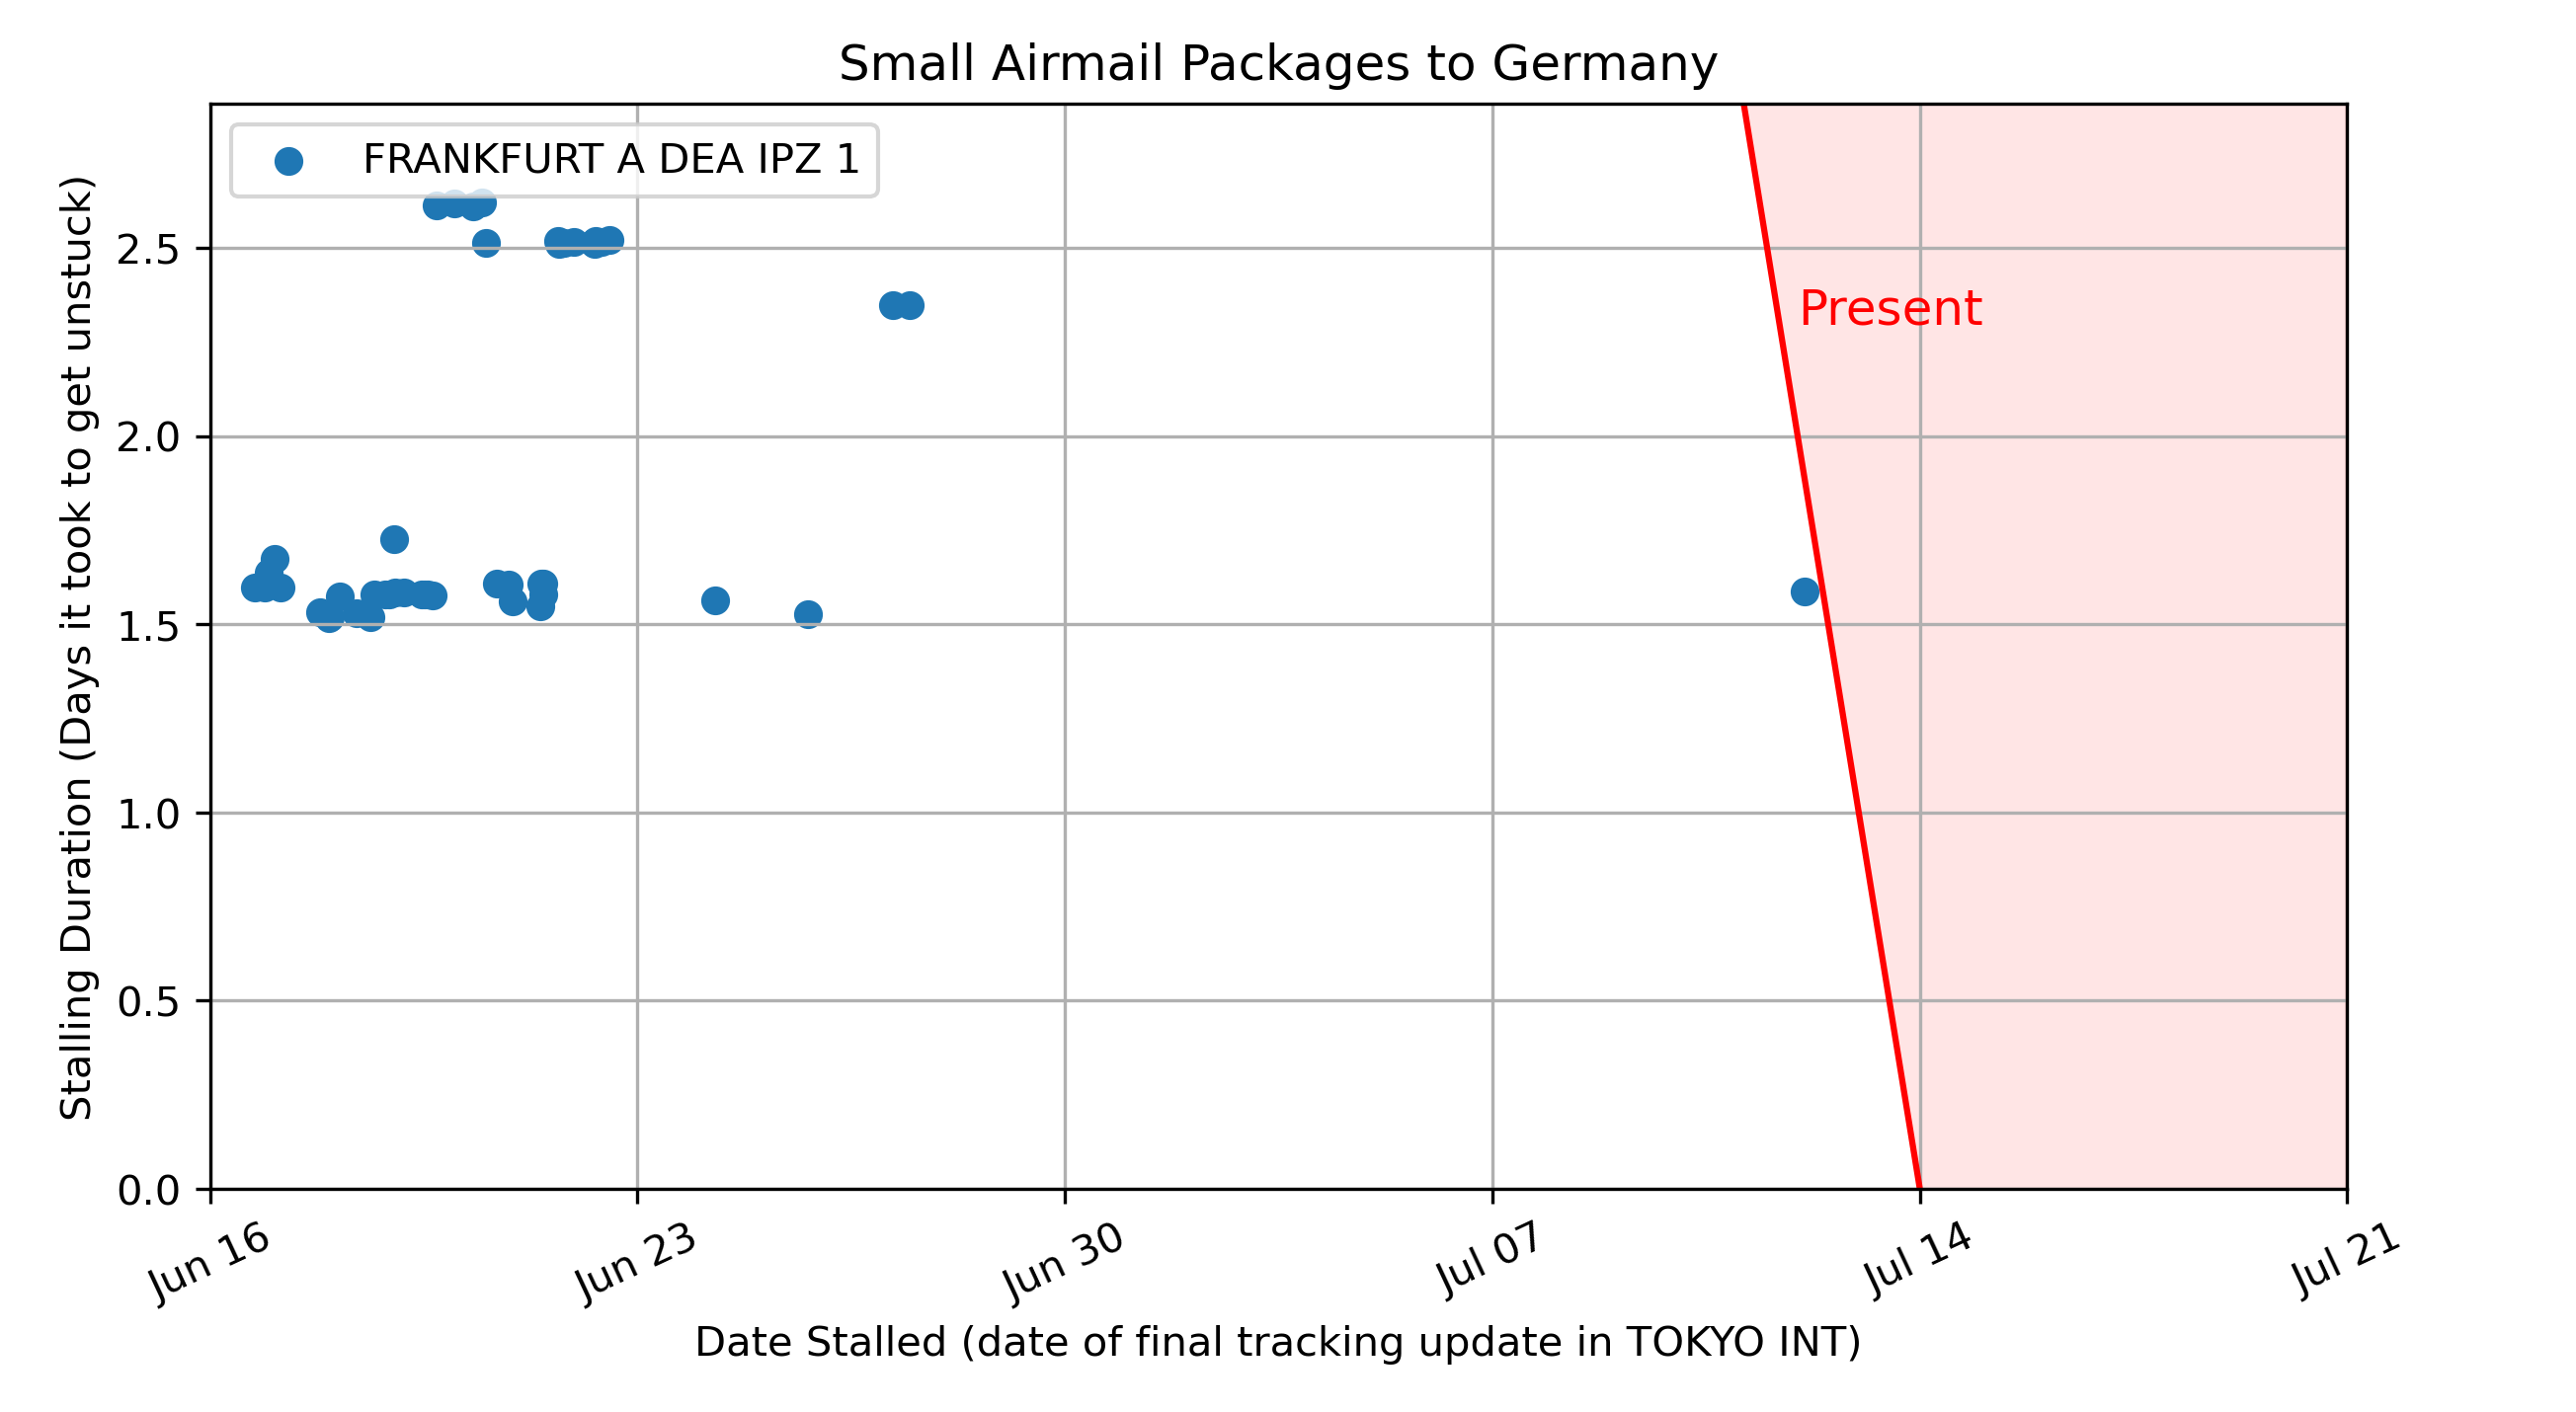 Small Airmail Packages to Germany
FRANKFURT A DEA IPZ 1
Present
Stalling Duration (Days it took to get unstuck)
2.5
2.0
1.5
1.0
0.5
0.0
Jun 16
Jun 23
Jun 30
Jul 07
Jul 14
Jul 21
Date Stalled (date of final tracking update in TOKYO INT)